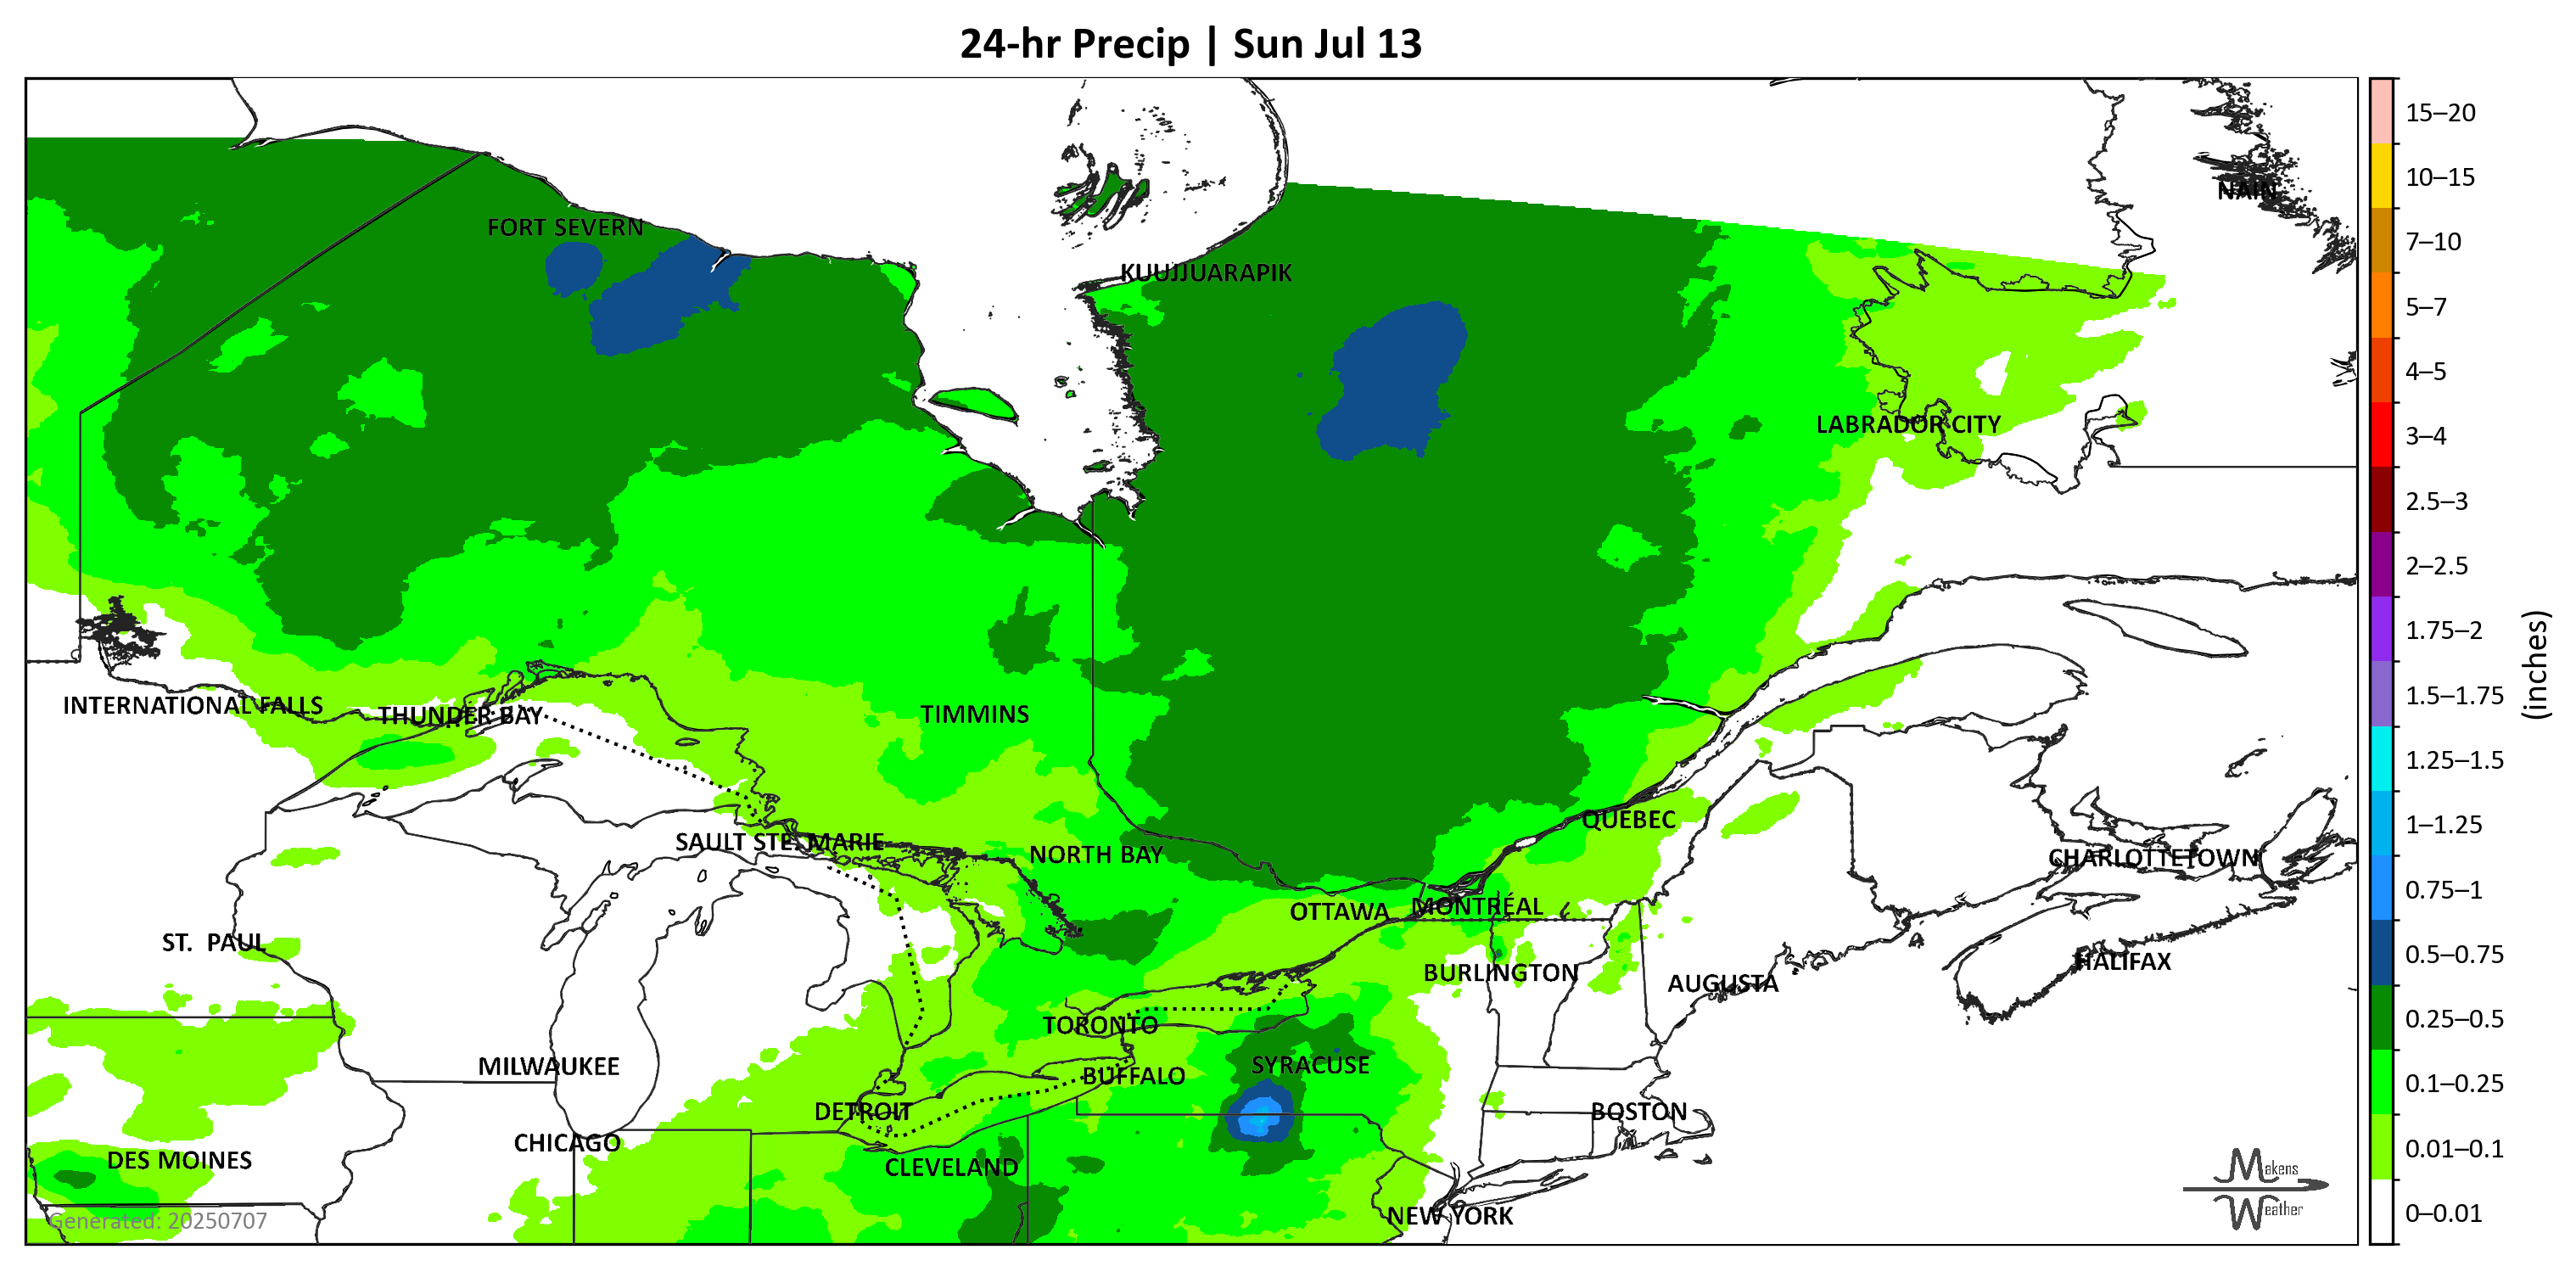 24-hr Precip | Sun Jul 13
15–20
10–15
NAIN
FORT SEVERN
7–10
KUUJJUARAPIK
5–7
4–5
LABRADOR CITY
3–4
2.5–3
2–2.5
1.75–2
(inches)
1.5–1.75
INTERNATIONAL FALLS
THUNDER BAY
TIMMINS
1.25–1.5
QUEBEC
1–1.25
SAULT STE. MARIE
NORTH BAY
CHARLOTTETOWN
0.75–1
OTTAWA
MONTRÉAL
ST. PAUL
0.5–0.75
HALIFAX
BURLINGTON
AUGUSTA
0.25–0.5
TORONTO
MILWAUKEE
SYRACUSE
BUFFALO
0.1–0.25
DETROIT
BOSTON
CHICAGO
0.01–0.1
DES MOINES
CLEVELAND
Makens
Weather
0–0.01
NEW YORK
Generated: 20250707